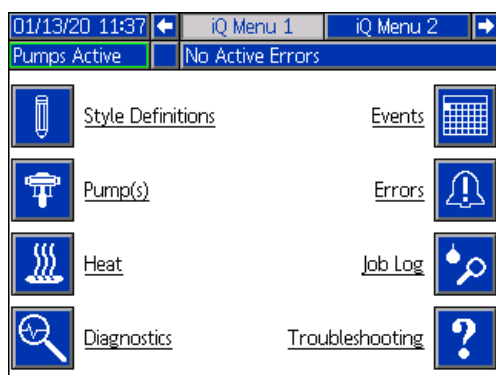 01/13/20 11:37 iQ Menu 1 iQ Menu 2
Pumps Active No Active Errors
Style Definitions Events
Pump(s) Errors
Heat Job Log
Diagnostics Troubleshooting ?